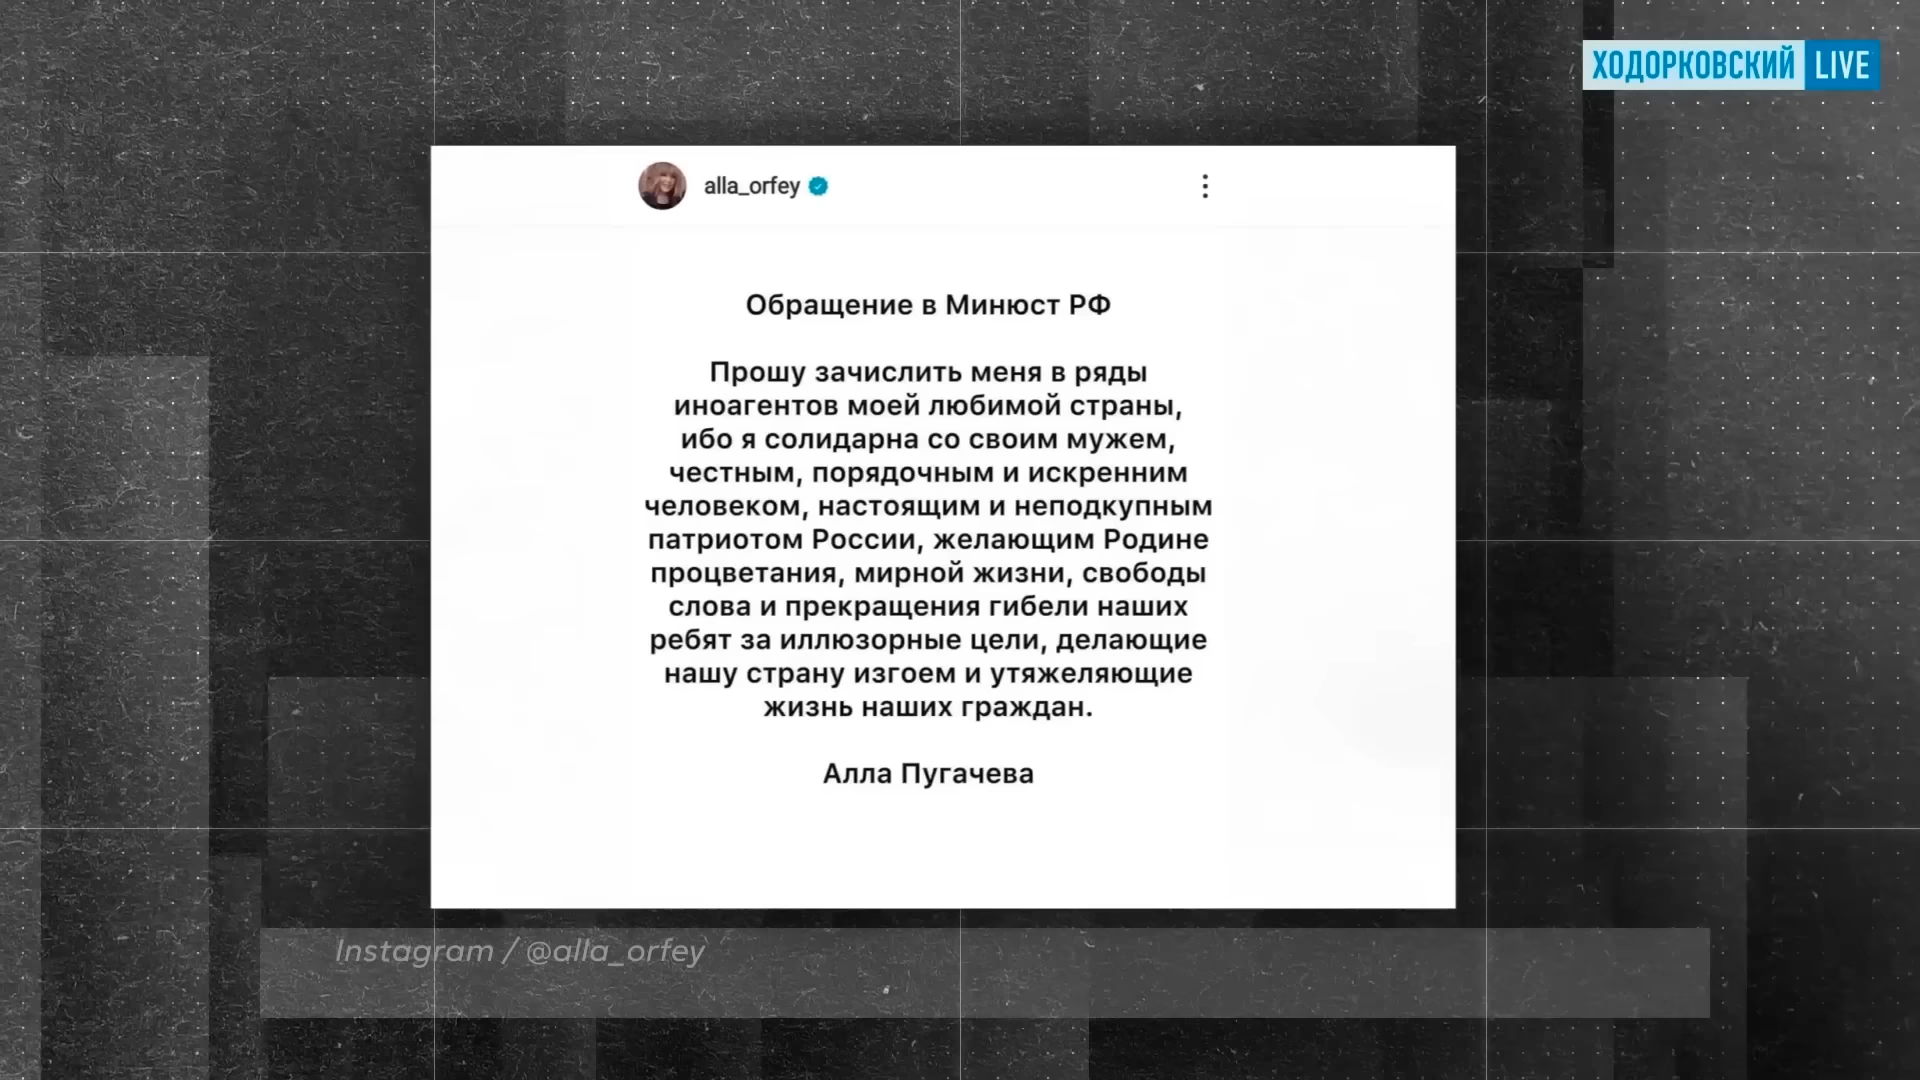 ХОДОРКОВСКИЙ LIVE
alla_orfey
Обращение в Минюст РФ
Прошу зачислить меня в ряды
иноагентов моей любимой страны,
ибо я солидарна со своим мужем,
честным, порядочным и искренним
человеком, настоящим и неподкупным
патриотом России, желающим Родине
процветания, мирной жизни, свободы
слова и прекращения гибели наших
ребят за иллюзорные цели, делающие
нашу страну изгоем и утяжеляющие
жизнь наших граждан.
Алла Пугачева
Instagram / @alla_orfey